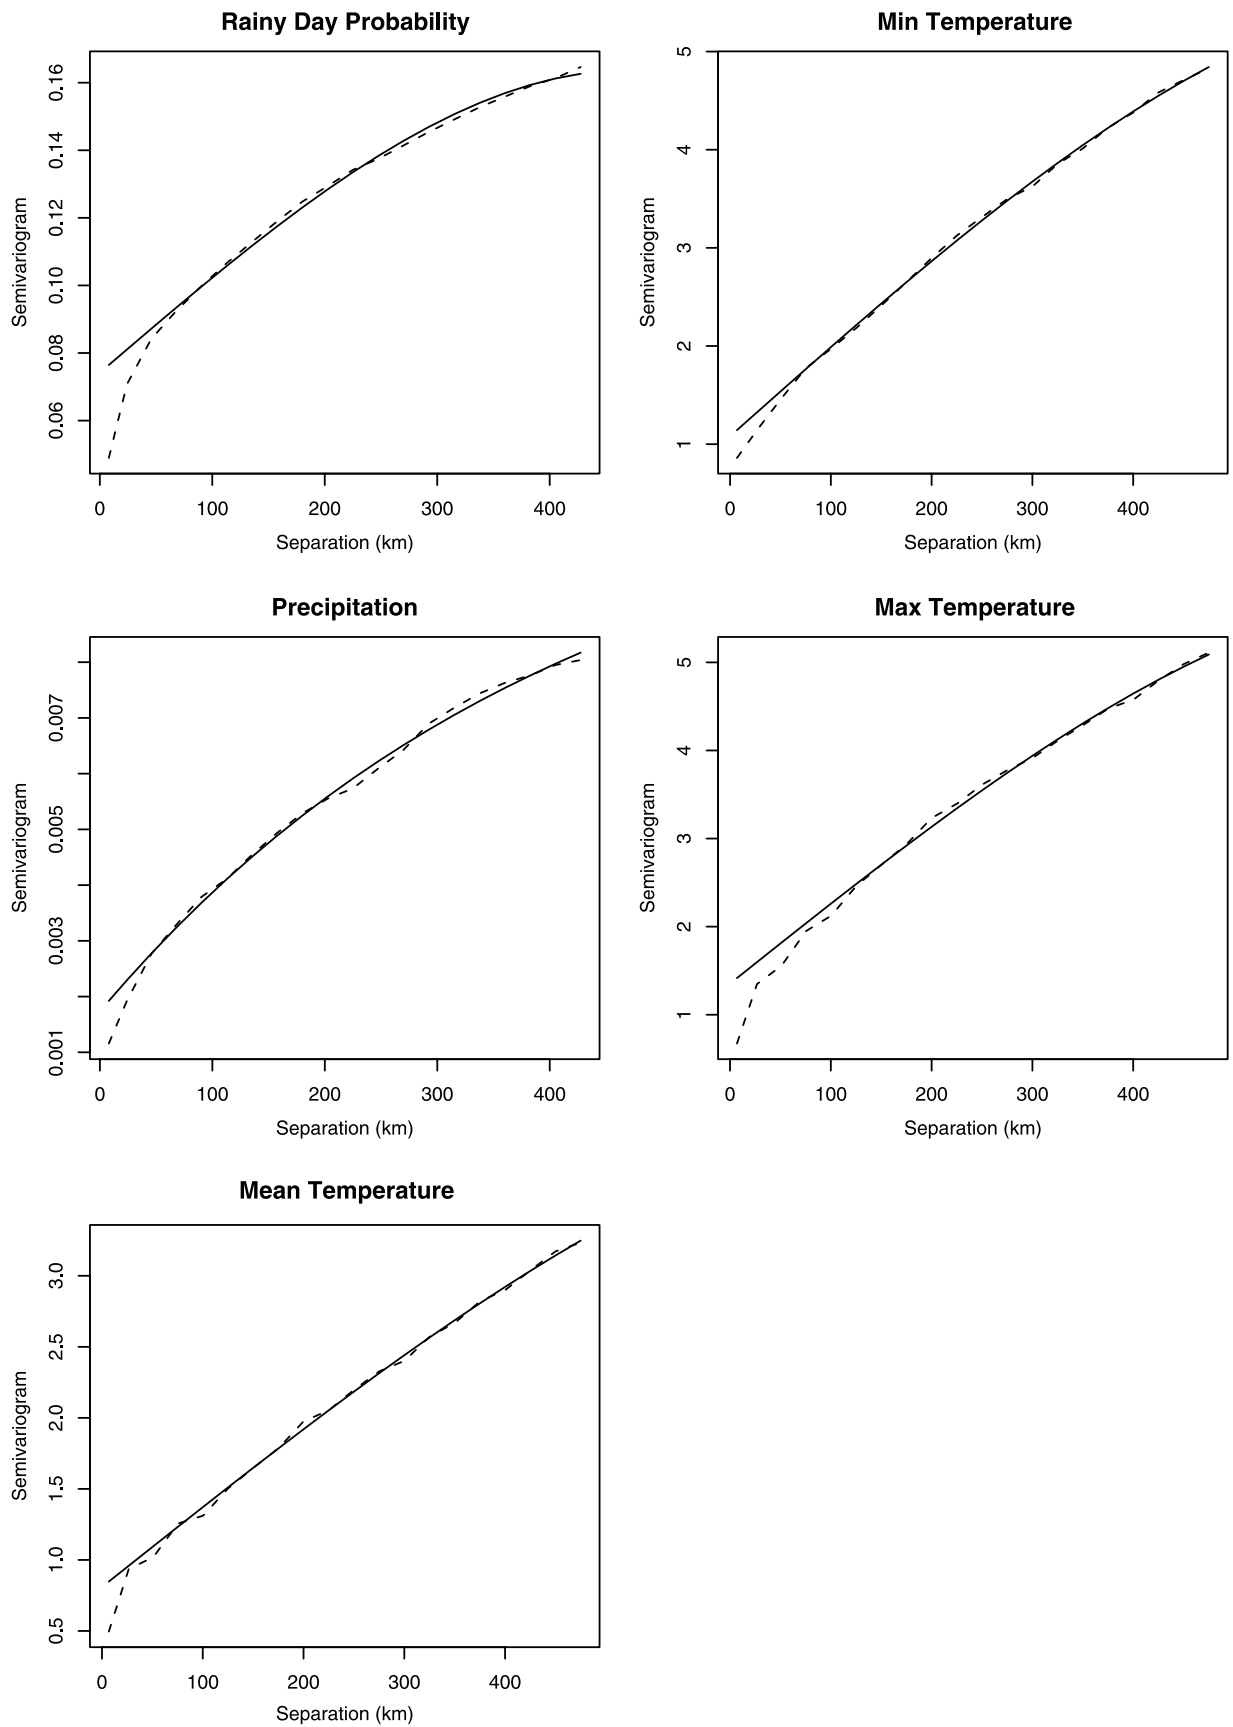 Rainy Day Probability
Semivariogram
0.06 0.08 0.10 0.12 0.14 0.16
0 100 200 300 400
Separation (km)
Min Temperature
Semivariogram
1 2 3 4 5
0 100 200 300 400
Separation (km)
Precipitation
Semivariogram
0.001 0.003 0.005 0.007
0 100 200 300 400
Separation (km)
Max Temperature
Semivariogram
1 2 3 4 5
0 100 200 300 400
Separation (km)
Mean Temperature
Semivariogram
0.5 1.0 1.5 2.0 2.5 3.0
0 100 200 300 400
Separation (km)